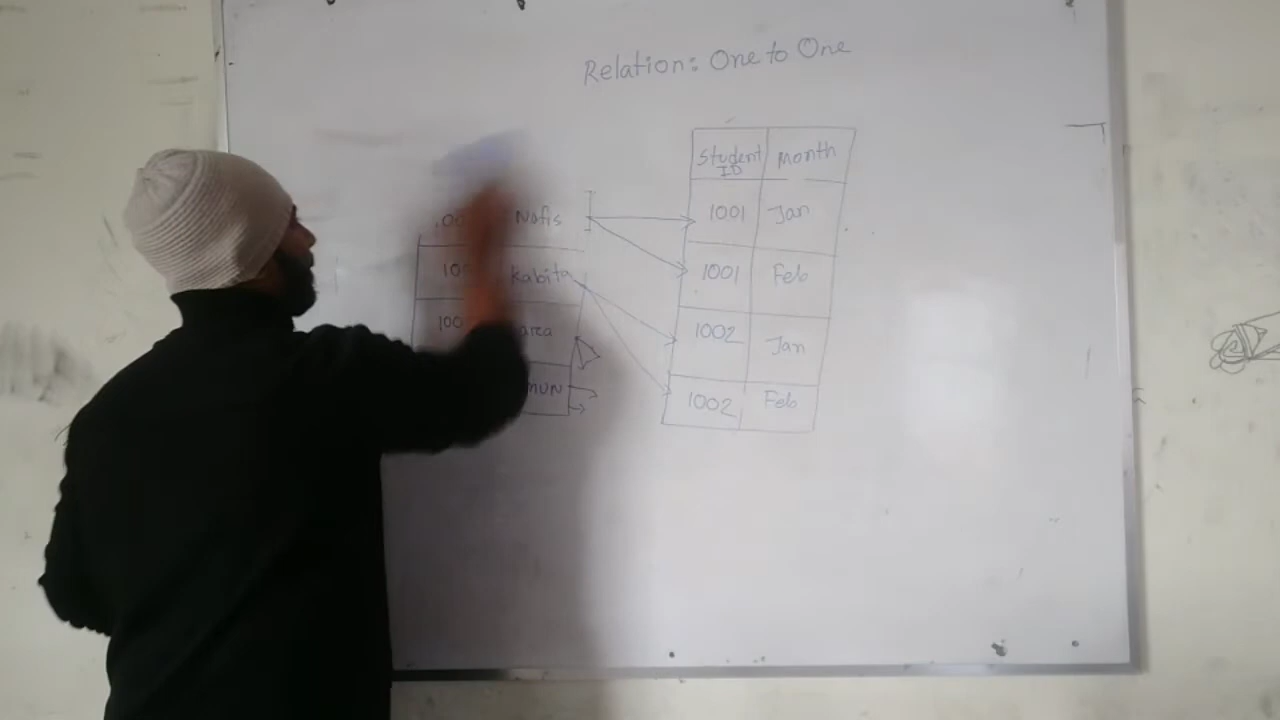 Relation: One to One
Student ID Month
Nafis
1001 Jan
Kabita
1001 Feb
1002 Jan
1002 Feb